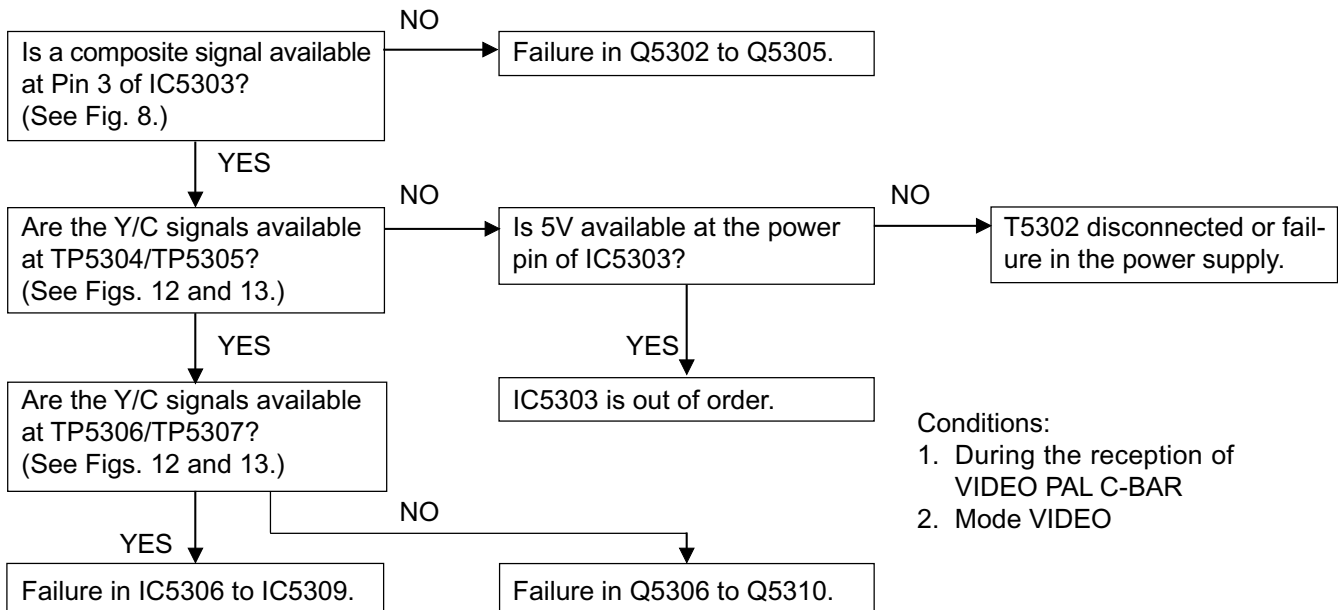 NO
Is a composite signal available
at Pin 3 of IC5303?
(See Fig. 8.)
Failure in Q5302 to Q5305.
YES
NO
NO
Are the Y/C signals available
at TP5304/TP5305?
(See Figs. 12 and 13.)
Is 5V available at the power
pin of IC5303?
T5302 disconnected or fail-
ure in the power supply.
YES
YES
Are the Y/C signals available
at TP5306/TP5307?
(See Figs. 12 and 13.)
IC5303 is out of order.
Conditions:
1. During the reception of
VIDEO PAL C-BAR
2. Mode VIDEO
NO
YES
Failure in IC5306 to IC5309.
Failure in Q5306 to Q5310.